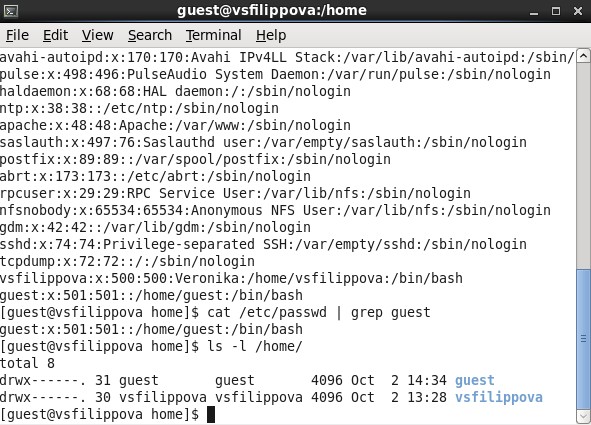 guest@vsfilippova:/home
File Edit View Search Terminal Help
avahi-autoipd:x:170:170:Avahi IPv4LL Stack:/var/lib/avahi-autoipd:/sbin/
pulse:x:498:496:PulseAudio System Daemon:/var/run/pulse:/sbin/nologin
haldaemon:x:68:68:HAL daemon:/:/sbin/nologin
ntp:x:38:38::/etc/ntp:/sbin/nologin
apache:x:48:48:Apache:/var/www:/sbin/nologin
saslauth:x:497:76:Saslauthd user:/var/empty/saslauth:/sbin/nologin
postfix:x:89:89::/var/spool/postfix:/sbin/nologin
abrt:x:173:173::/etc/abrt:/sbin/nologin
rpcuser:x:29:29:RPC Service User:/var/lib/nfs:/sbin/nologin
nfsnobody:x:65534:65534:Anonymous NFS User:/var/lib/nfs:/sbin/nologin
gdm:x:42:42::/var/lib/gdm:/sbin/nologin
sshd:x:74:74:Privilege-separated SSH:/var/empty/sshd:/sbin/nologin
tcpdump:x:72:72::/:/sbin/nologin
vsfilippova:x:500:500:Veronika:/home/vsfilippova:/bin/bash
guest:x:501:501::/home/guest:/bin/bash
[guest@vsfilippova home]$ cat /etc/passwd | grep guest
guest:x:501:501::/home/guest:/bin/bash
[guest@vsfilippova home]$ ls -l /home/
total 8
drwx------. 31 guest       guest       4096 Oct  2 14:34 guest
drwx------. 30 vsfilippova vsfilippova 4096 Oct  2 13:28 vsfilippova
[guest@vsfilippova home]$